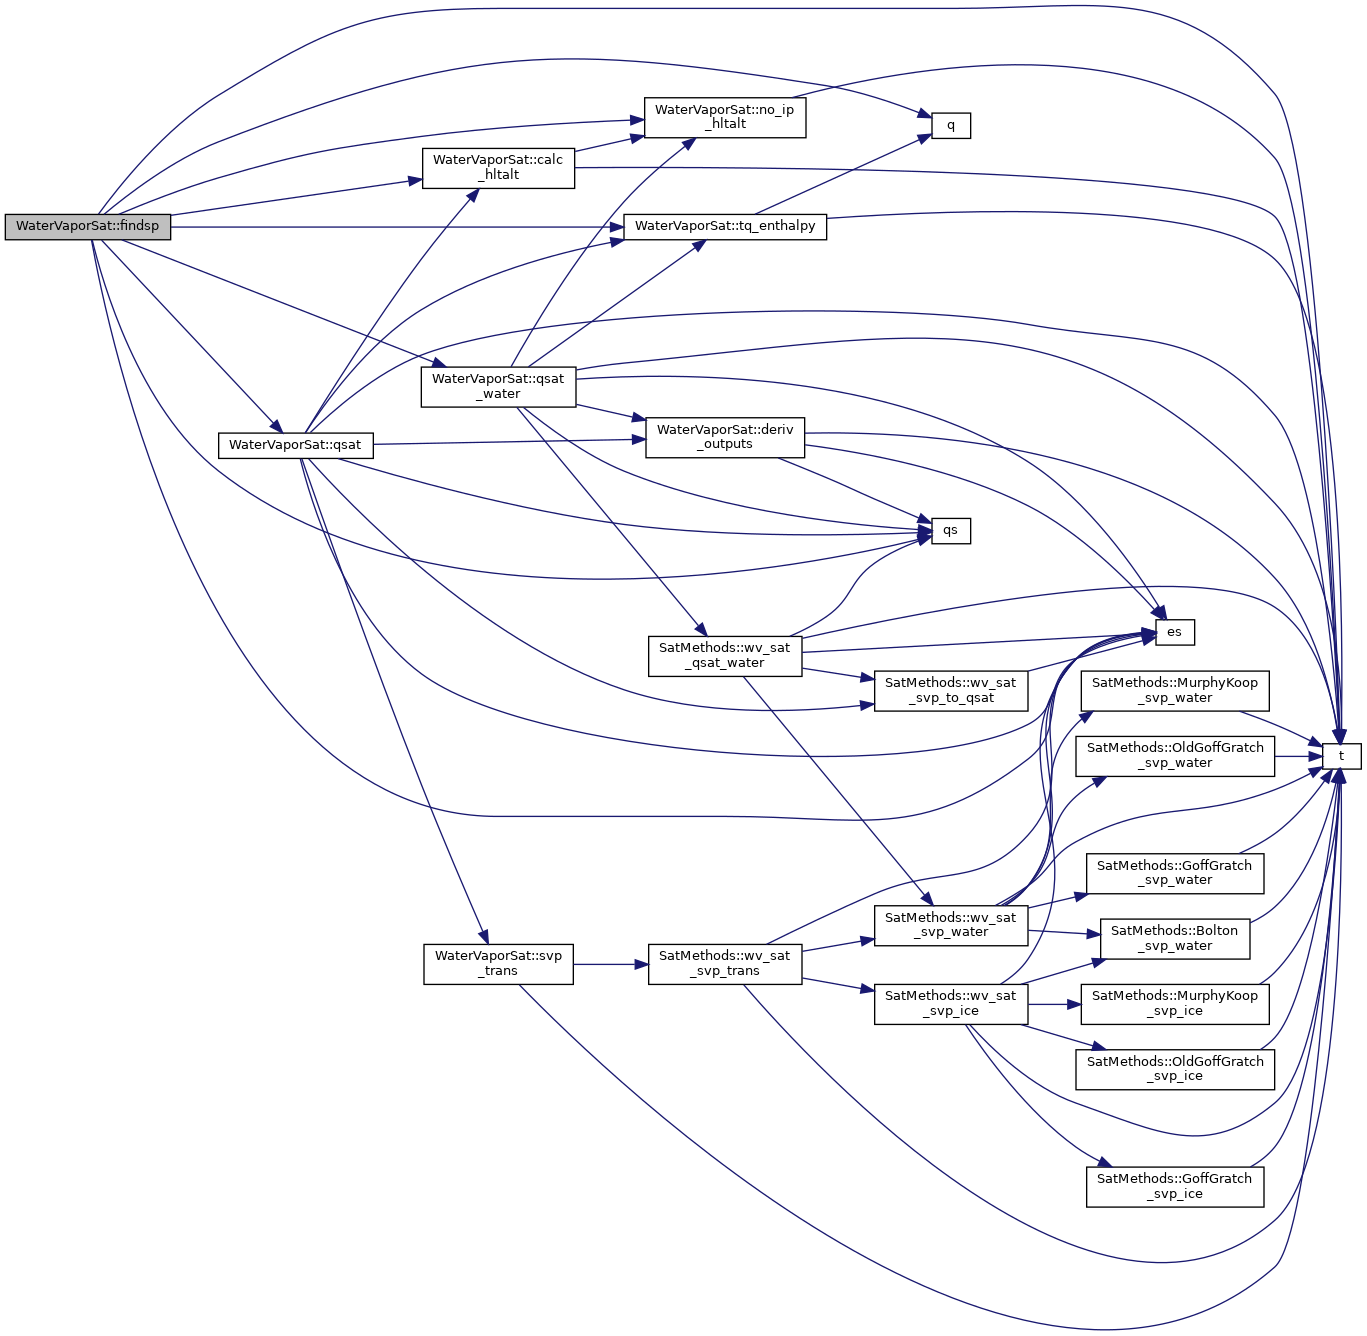 WaterVaporSat::findsp
WaterVaporSat::qsat
WaterVaporSat::calc
_hltalt
WaterVaporSat::qsat
_water
WaterVaporSat::svp
_trans
WaterVaporSat::no_ip
_hltalt
WaterVaporSat::tq_enthalpy
WaterVaporSat::deriv
_outputs
SatMethods::wv_sat
_qsat_water
SatMethods::wv_sat
_svp_trans
q
qs
SatMethods::wv_sat
_svp_to_qsat
SatMethods::wv_sat
_svp_water
SatMethods::wv_sat
_svp_ice
es
SatMethods::MurphyKoop
_svp_water
SatMethods::OldGoffGratch
_svp_water
SatMethods::GoffGratch
_svp_water
SatMethods::Bolton
_svp_water
SatMethods::MurphyKoop
_svp_ice
SatMethods::OldGoffGratch
_svp_ice
SatMethods::GoffGratch
_svp_ice
t